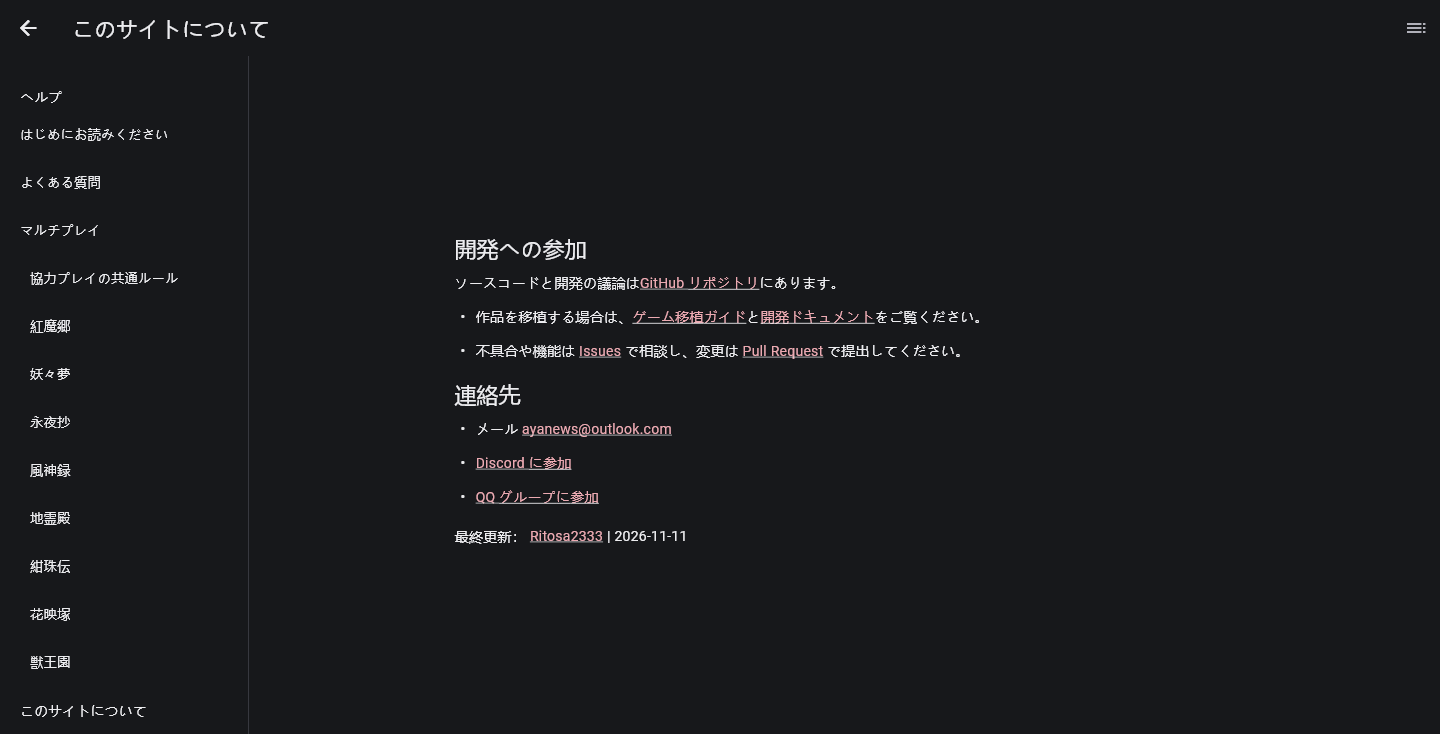 このサイトについて
ヘルプ
はじめにお読みください
よくある質問
マルチプレイ
協力プレイの共通ルール
紅魔郷
妖々夢
永夜抄
風神録
地霊殿
紺珠伝
花映塚
獣王園
このサイトについて
開発への参加
ソースコードと開発の議論はGitHub リポジトリにあります。
・ 作品を移植する場合は、ゲーム移植ガイドと開発ドキュメントをご覧ください。
・ 不具合や機能は Issues で相談し、変更は Pull Request で提出してください。
連絡先
・ メール ayanews@outlook.com
・ Discord に参加
・ QQ グループに参加
最終更新： Ritosa2333 | 2026-11-11